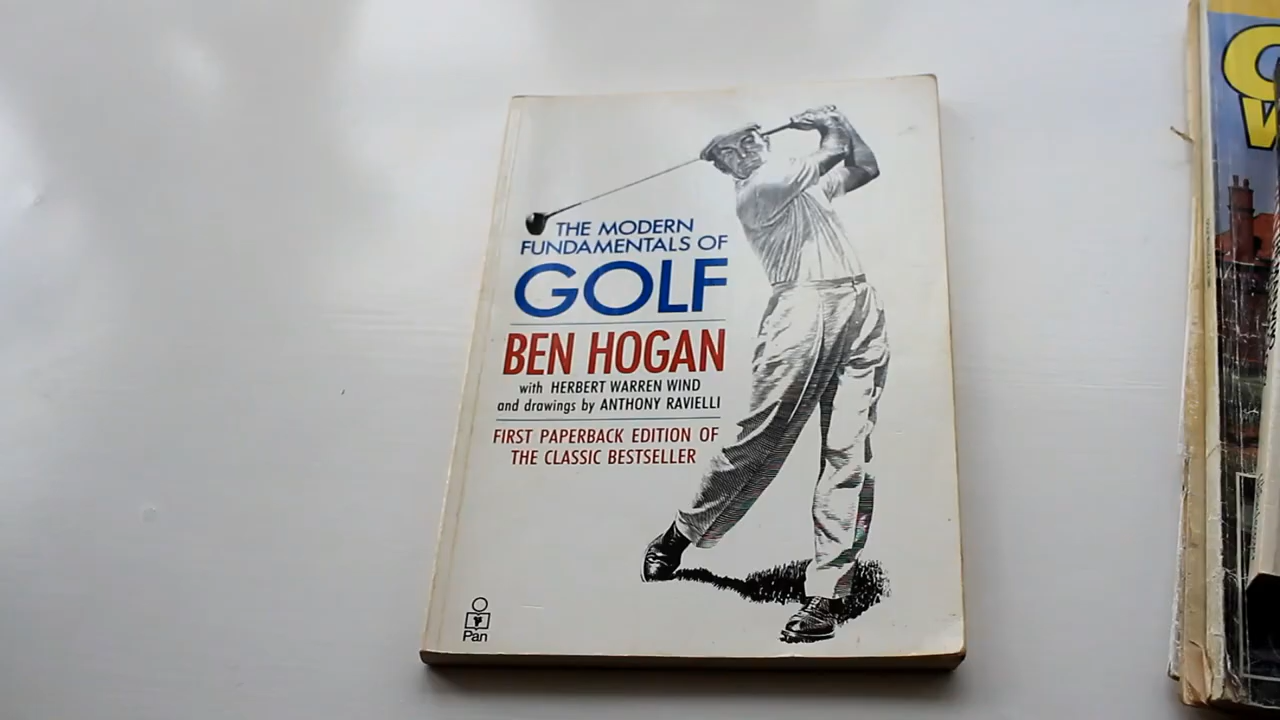 THE MODERN
FUNDAMENTALS OF
GOLF
BEN HOGAN
with HERBERT WARREN WIND
and drawings by ANTHONY RAVIELLI
FIRST PAPERBACK EDITION OF
THE CLASSIC BESTSELLER
Pan